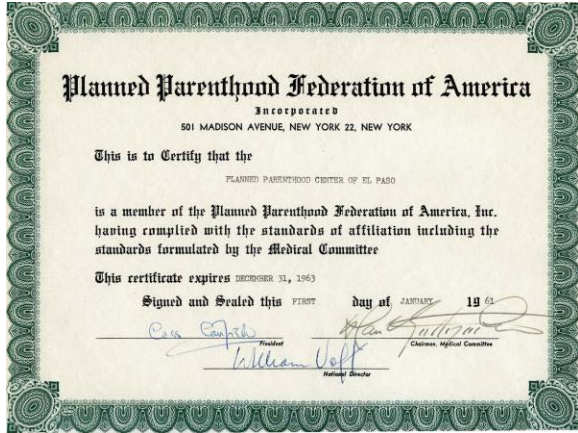 Planned Parenthood Federation of America
Incorporated
501 MADISON AVENUE, NEW YORK 22, NEW YORK
This is to Certify that the
PLANNED PARENTHOOD CENTER OF EL PASO
is a member of the Planned Parenthood Federation of America, Inc.
having complied with the standards of affiliation including the
standards formulated by the Medical Committee
This certificate expires DECEMBER 31, 1963
Signed and Sealed this FIRST day of JANUARY 19 61
President
Chairman, Medical Committee
William
National Director